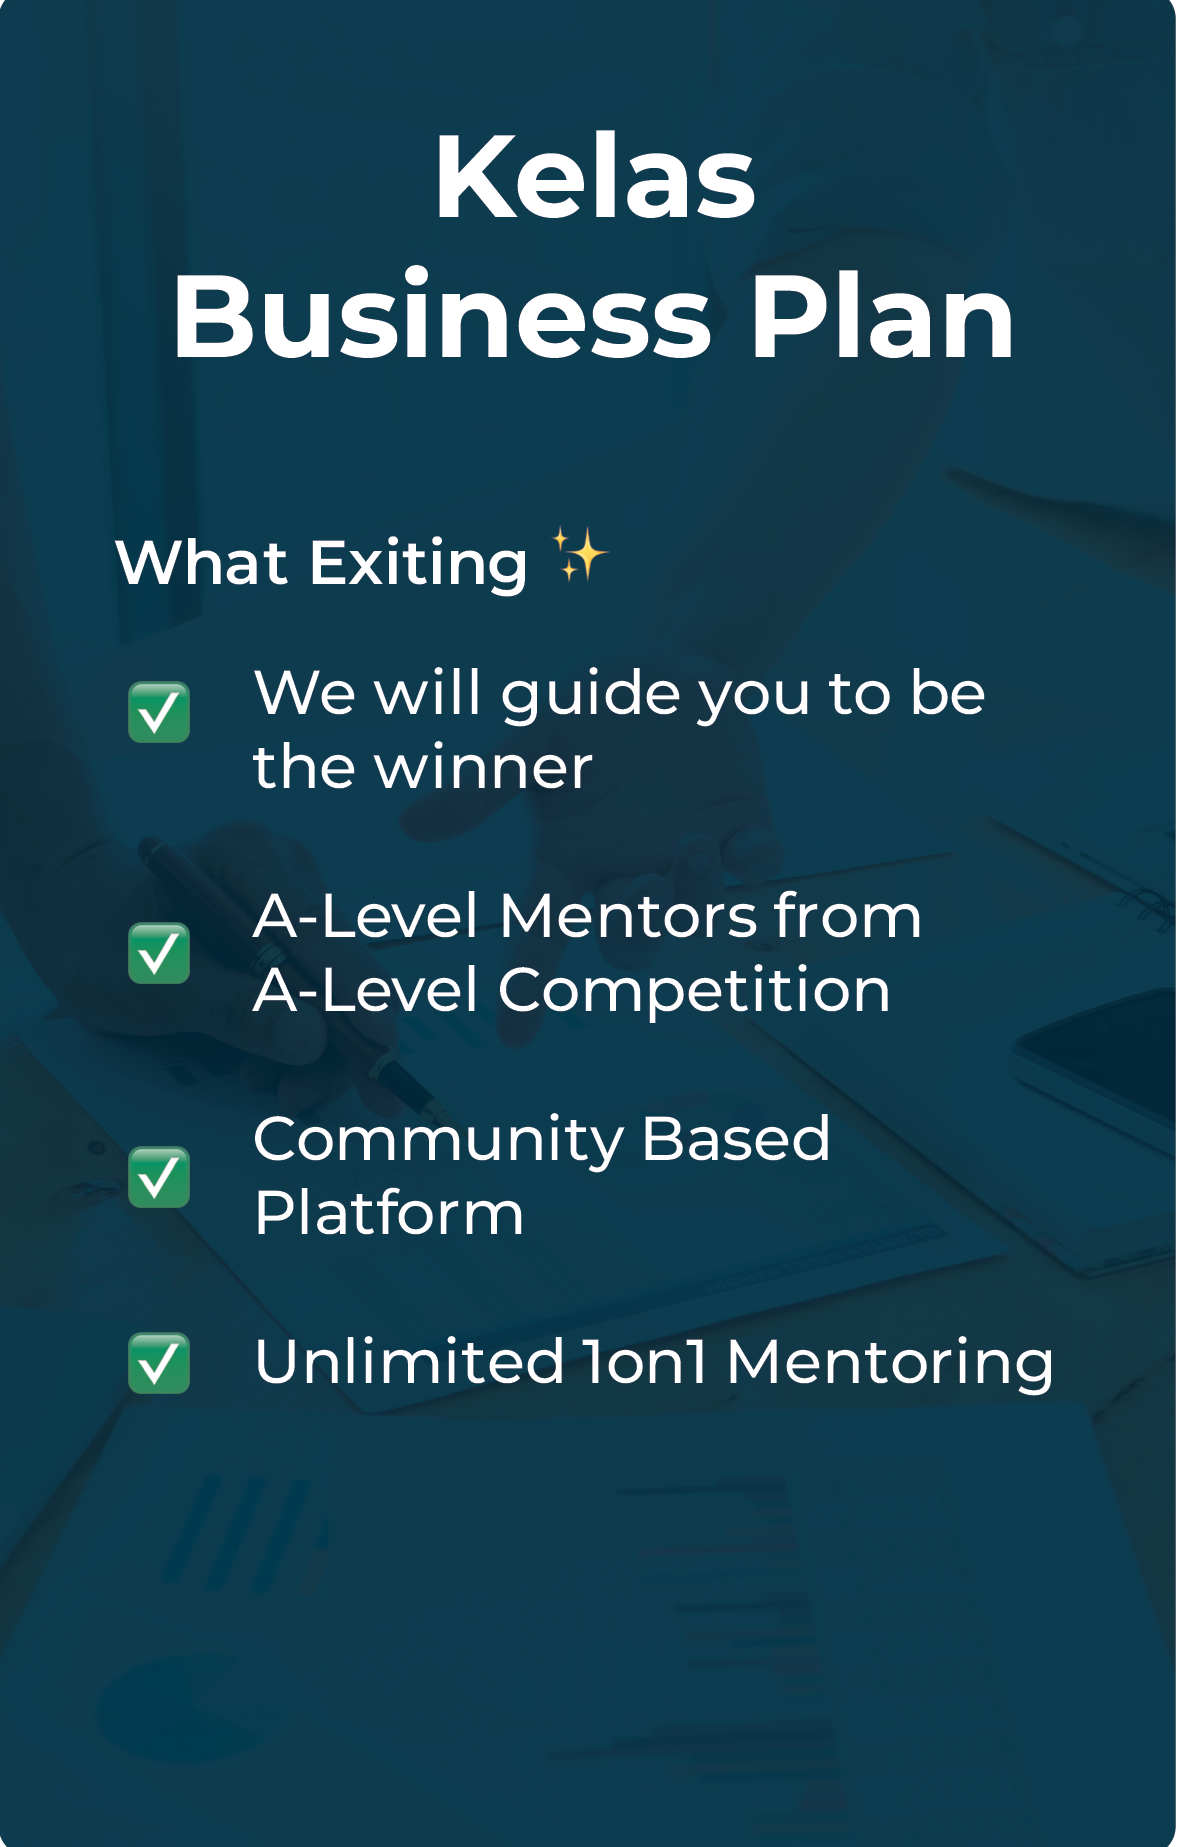 Kelas
Business Plan
What Exiting ✨
✅ We will guide you to be
the winner
✅ A-Level Mentors from
A-Level Competition
✅ Community Based
Platform
✅ Unlimited 1on1 Mentoring